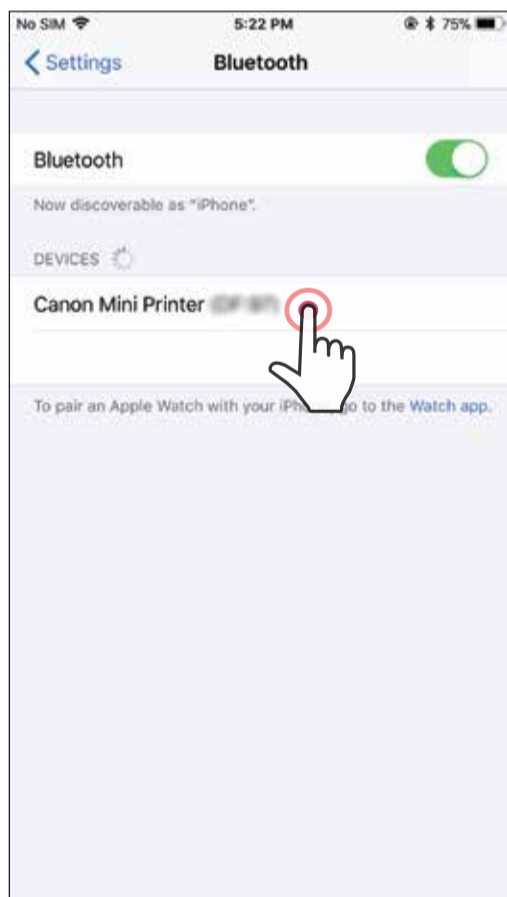 No SIM 5:22 PM 75%
Settings Bluetooth
Bluetooth
Now discoverable as "iPhone".
DEVICES
Canon Mini Printer
To pair an Apple Watch with your go to the Watch app.